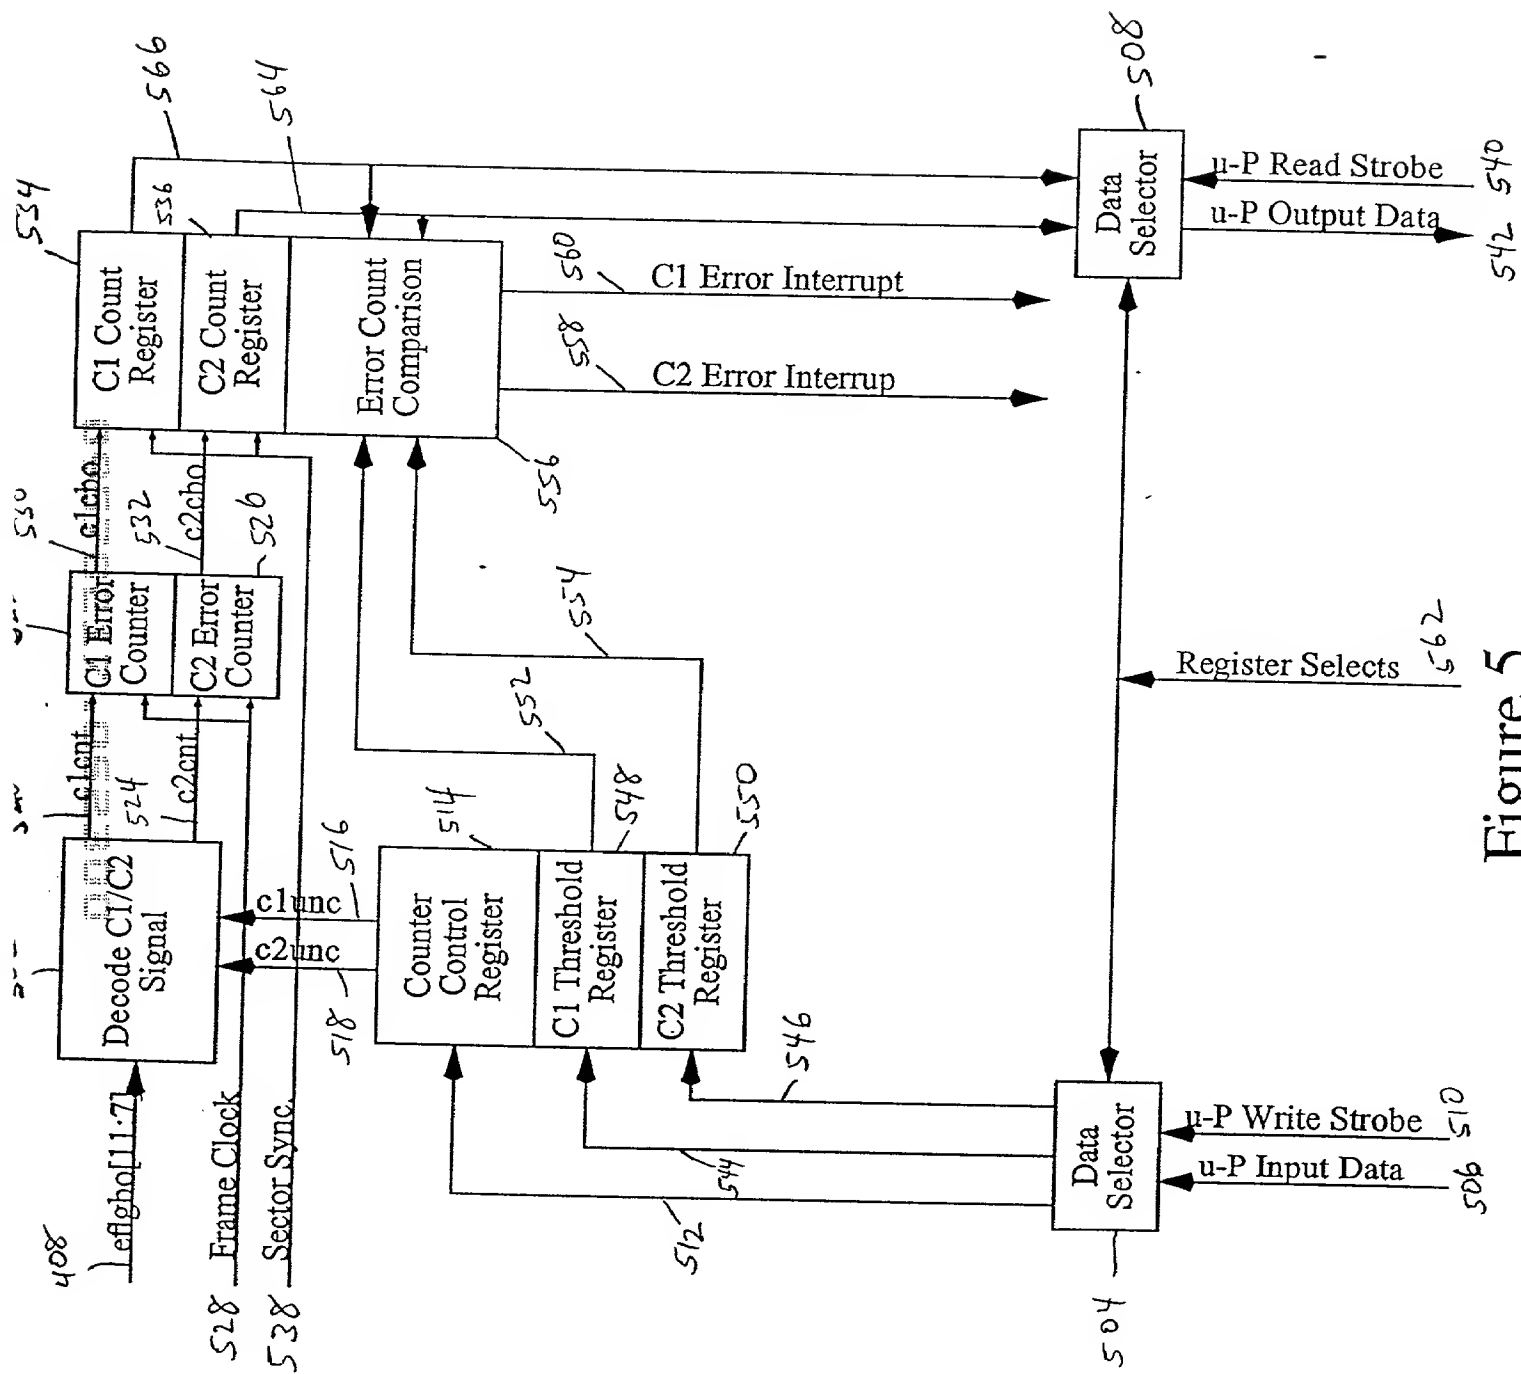 534
C1 Count
Register
536
C2 Count
Register
Error Count
Comparison
566
564
530
c1cbo
532
c2cbo
526
C1 Error
Counter
C2 Error
Counter
c1cnt
524
c2cnt
Decode C1/C2
Signal
408
eflgbo[11:7]
528
Frame Clock
538
Sector Sync.
c1unc
516
c2unc
518
514
Counter
Control
Register
548
C1 Threshold
Register
550
C2 Threshold
Register
552
554
556
560
C1 Error Interrupt
558
C2 Error Interrup
508
Data
Selector
u-P Read Strobe
540
u-P Output Data
542
Register Selects
562
546
544
512
Data
Selector
504
u-P Write Strobe
510
u-P Input Data
506
Figure 5